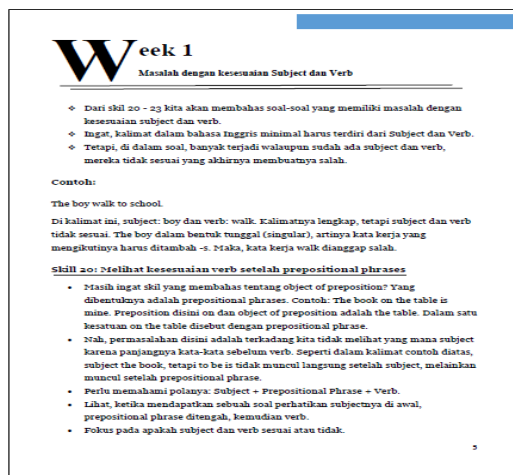 Week 1
Masalah dengan kesesuaian Subject dan Verb
❖ Dari skil 20 – 23 kita akan membahas soal-soal yang memiliki masalah dengan
kesesuaian subject dan verb.
❖ Ingat, kalimat dalam bahasa Inggris minimal harus terdiri dari Subject dan Verb.
❖ Tetapi, di dalam soal, banyak terjadi walaupun sudah ada subject dan verb,
mereka tidak sesuai yang akhirnya membuatnya salah.
Contoh:
The boy walk to school.
Di kalimat ini, subject: boy dan verb: walk. Kalimatnya lengkap, tetapi subject dan verb
tidak sesuai. The boy dalam bentuk tunggal (singular), artinya kata kerja yang
mengikutinya harus ditambah -s. Maka, kata kerja walk dianggap salah.
Skill 20: Melihat kesesuaian verb setelah prepositional phrases
• Masih ingat skil yang membahas tentang object of preposition? Yang
dibentuknya adalah prepositional phrases. Contoh: The book on the table is
mine. Preposition disini on dan object of preposition adalah the table. Dalam satu
kesatuan on the table disebut dengan prepositional phrase.
• Nah, permasalahan disini adalah terkadang kita tidak melihat yang mana subject
karena panjangnya kata-kata sebelum verb. Seperti dalam kalimat contoh diatas,
subject the book, tetapi to be is tidak muncul langsung setelah subject, melainkan
muncul setelah prepositional phrase.
• Perlu memahami polanya: Subject + Prepositional Phrase + Verb.
• Lihat, ketika mendapatkan sebuah soal perhatikan subjectnya di awal,
prepositional phrase ditengah, kemudian verb.
• Fokus pada apakah subject dan verb sesuai atau tidak.
5